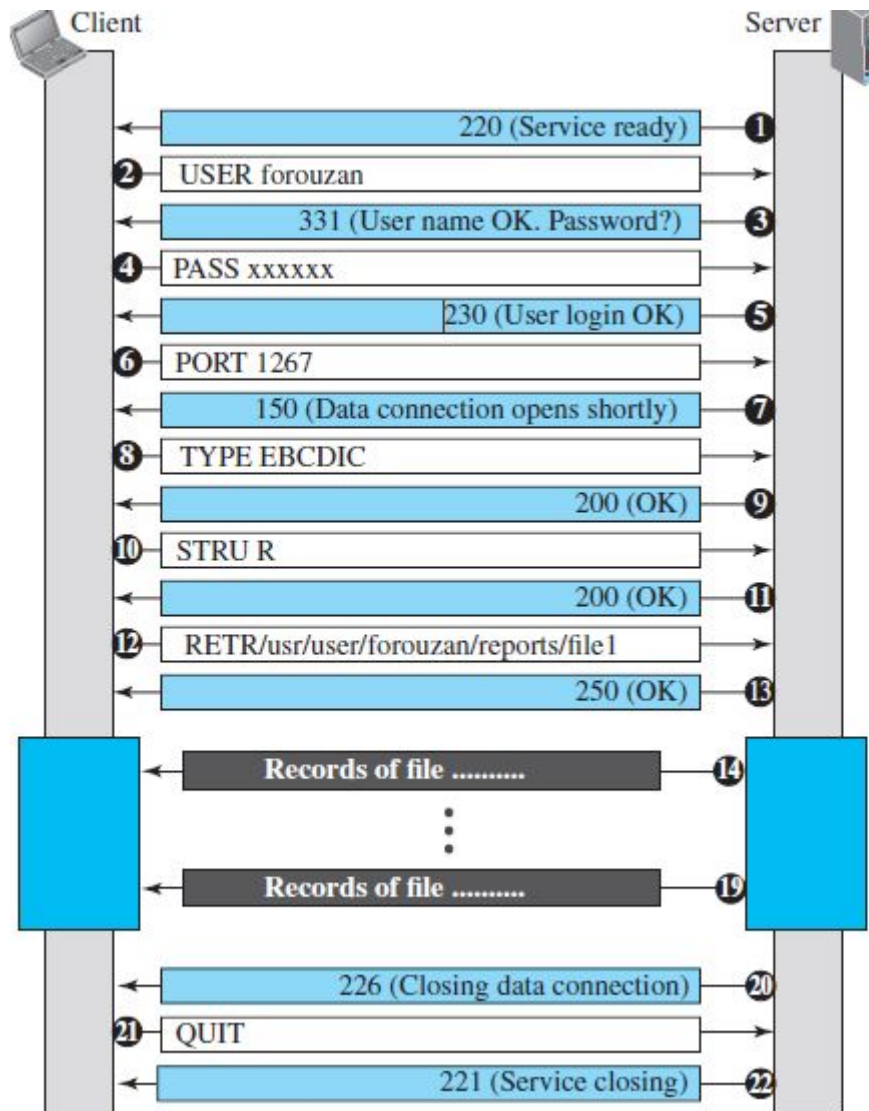 Client
Server
220 (Service ready)
1
2
USER forouzan
331 (User name OK. Password?)
3
4
PASS xxxxxx
230 (User login OK)
5
6
PORT 1267
150 (Data connection opens shortly)
7
8
TYPE EBCDIC
200 (OK)
9
10
STRU R
200 (OK)
11
12
RETR/usr/user/forouzan/reports/file1
250 (OK)
13
Records of file ..........
14
Records of file ..........
19
226 (Closing data connection)
20
21
QUIT
221 (Service closing)
22